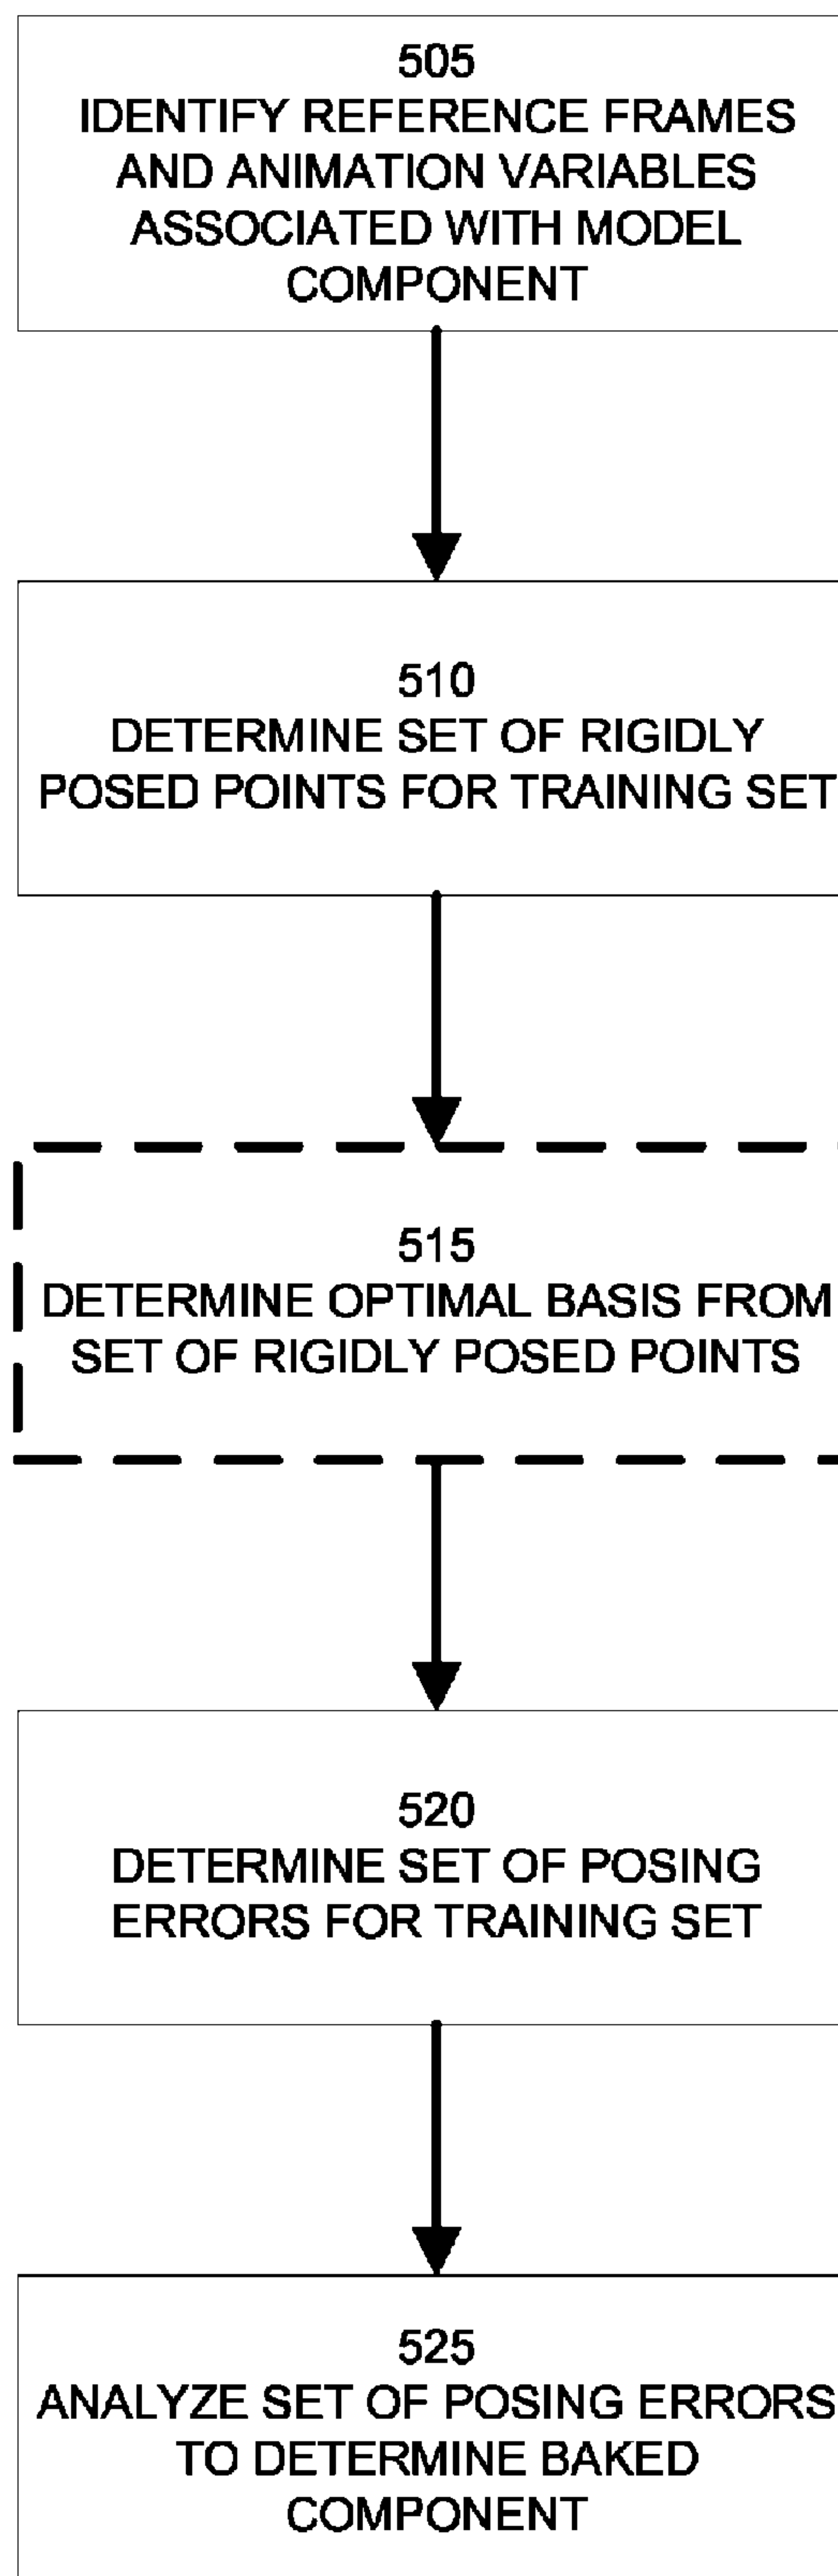 505
IDENTIFY REFERENCE FRAMES
AND ANIMATION VARIABLES
ASSOCIATED WITH MODEL
COMPONENT
510
DETERMINE SET OF RIGIDLY
POSED POINTS FOR TRAINING SET
515
DETERMINE OPTIMAL BASIS FROM
SET OF RIGIDLY POSED POINTS
520
DETERMINE SET OF POSING
ERRORS FOR TRAINING SET
525
ANALYZE SET OF POSING ERRORS
TO DETERMINE BAKED
COMPONENT